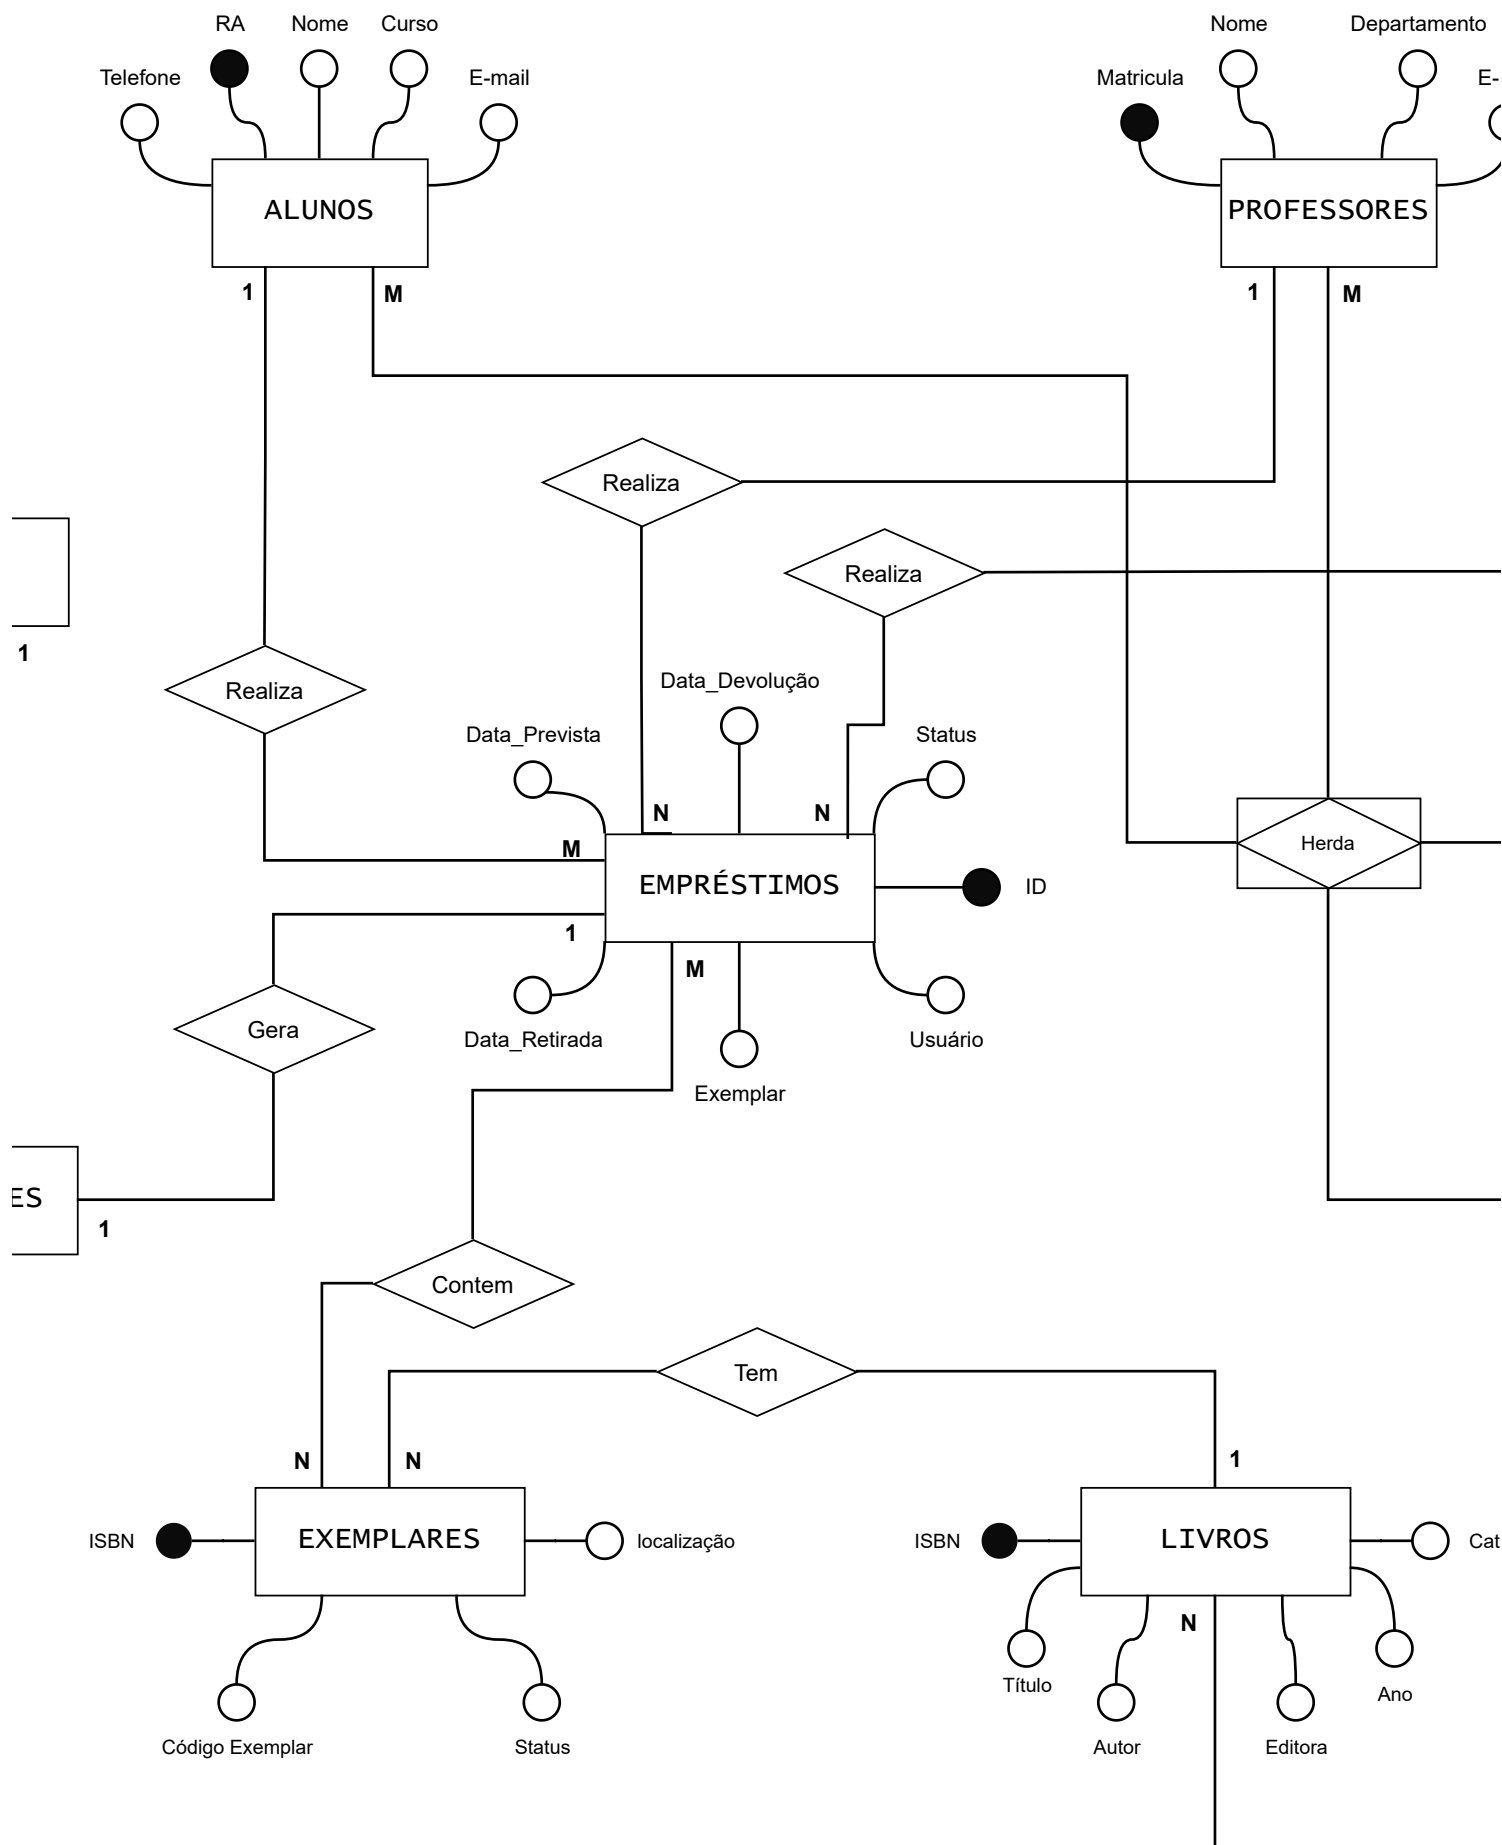 RA
Nome
Curso
Telefone
E-mail
ALUNOS
1
M
Nome
Departamento
Matricula
E-
PROFESSORES
1
M
Realiza
Realiza
1
Realiza
Data_Devolução
Data_Prevista
Status
N
N
M
EMPRÉSTIMOS
ID
Herda
1
M
Gera
Data_Retirada
Usuário
Exemplar
ES
1
Contem
Tem
N
N
1
ISBN
EXEMPLARES
localização
ISBN
LIVROS
Cat
N
Título
Ano
Código Exemplar
Status
Autor
Editora